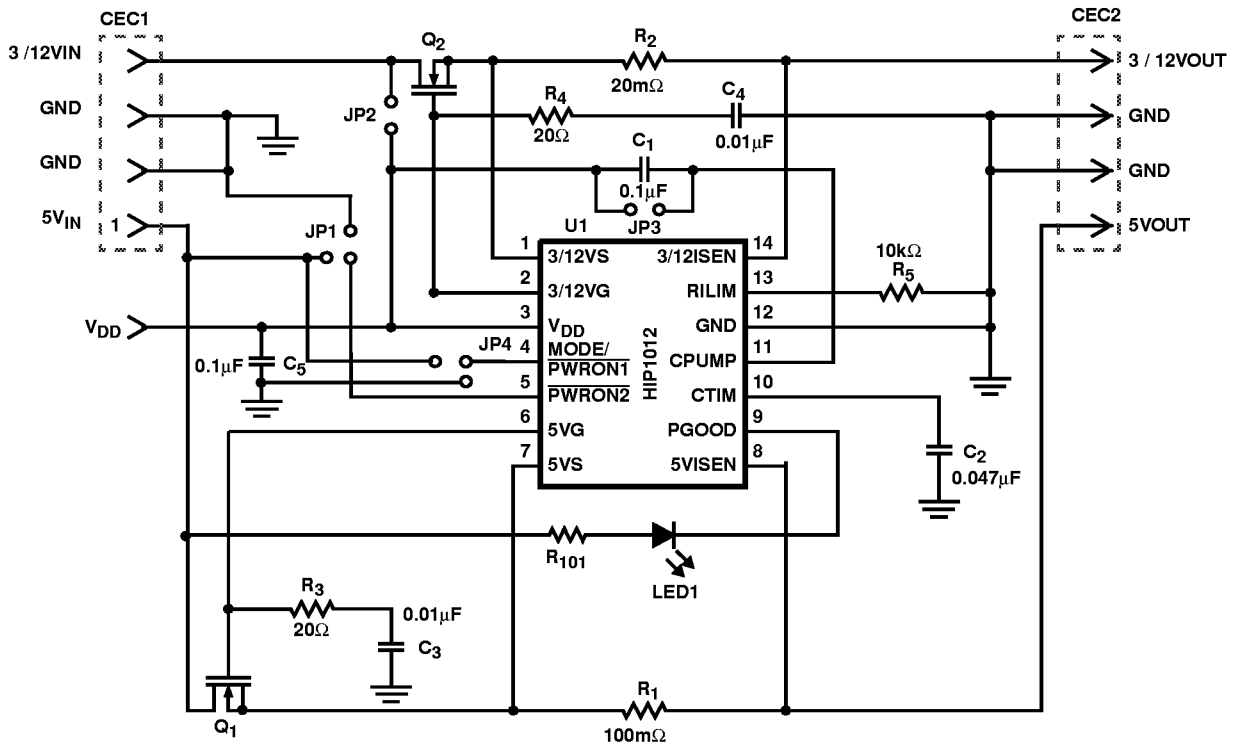 CEC1
CEC2
3 /12VIN
Q2
R2
20mΩ
3 / 12VOUT
GND
JP2
R4
20Ω
C4
0.01µF
GND
GND
C1
0.1µF
JP3
GND
5VIN
1
JP1
U1
5VOUT
1
3/12VS
3/12ISEN
14
10kΩ
R5
2
3/12VG
RILIM
13
VDD
3
VDD
GND
12
HIP1012
0.1µF
C5
JP4
4
MODE/
PWRON1
CPUMP
11
5
PWRON2
CTIM
10
6
5VG
PGOOD
9
7
5VS
5VISEN
8
C2
0.047µF
R101
LED1
R3
20Ω
0.01µF
C3
Q1
R1
100mΩ